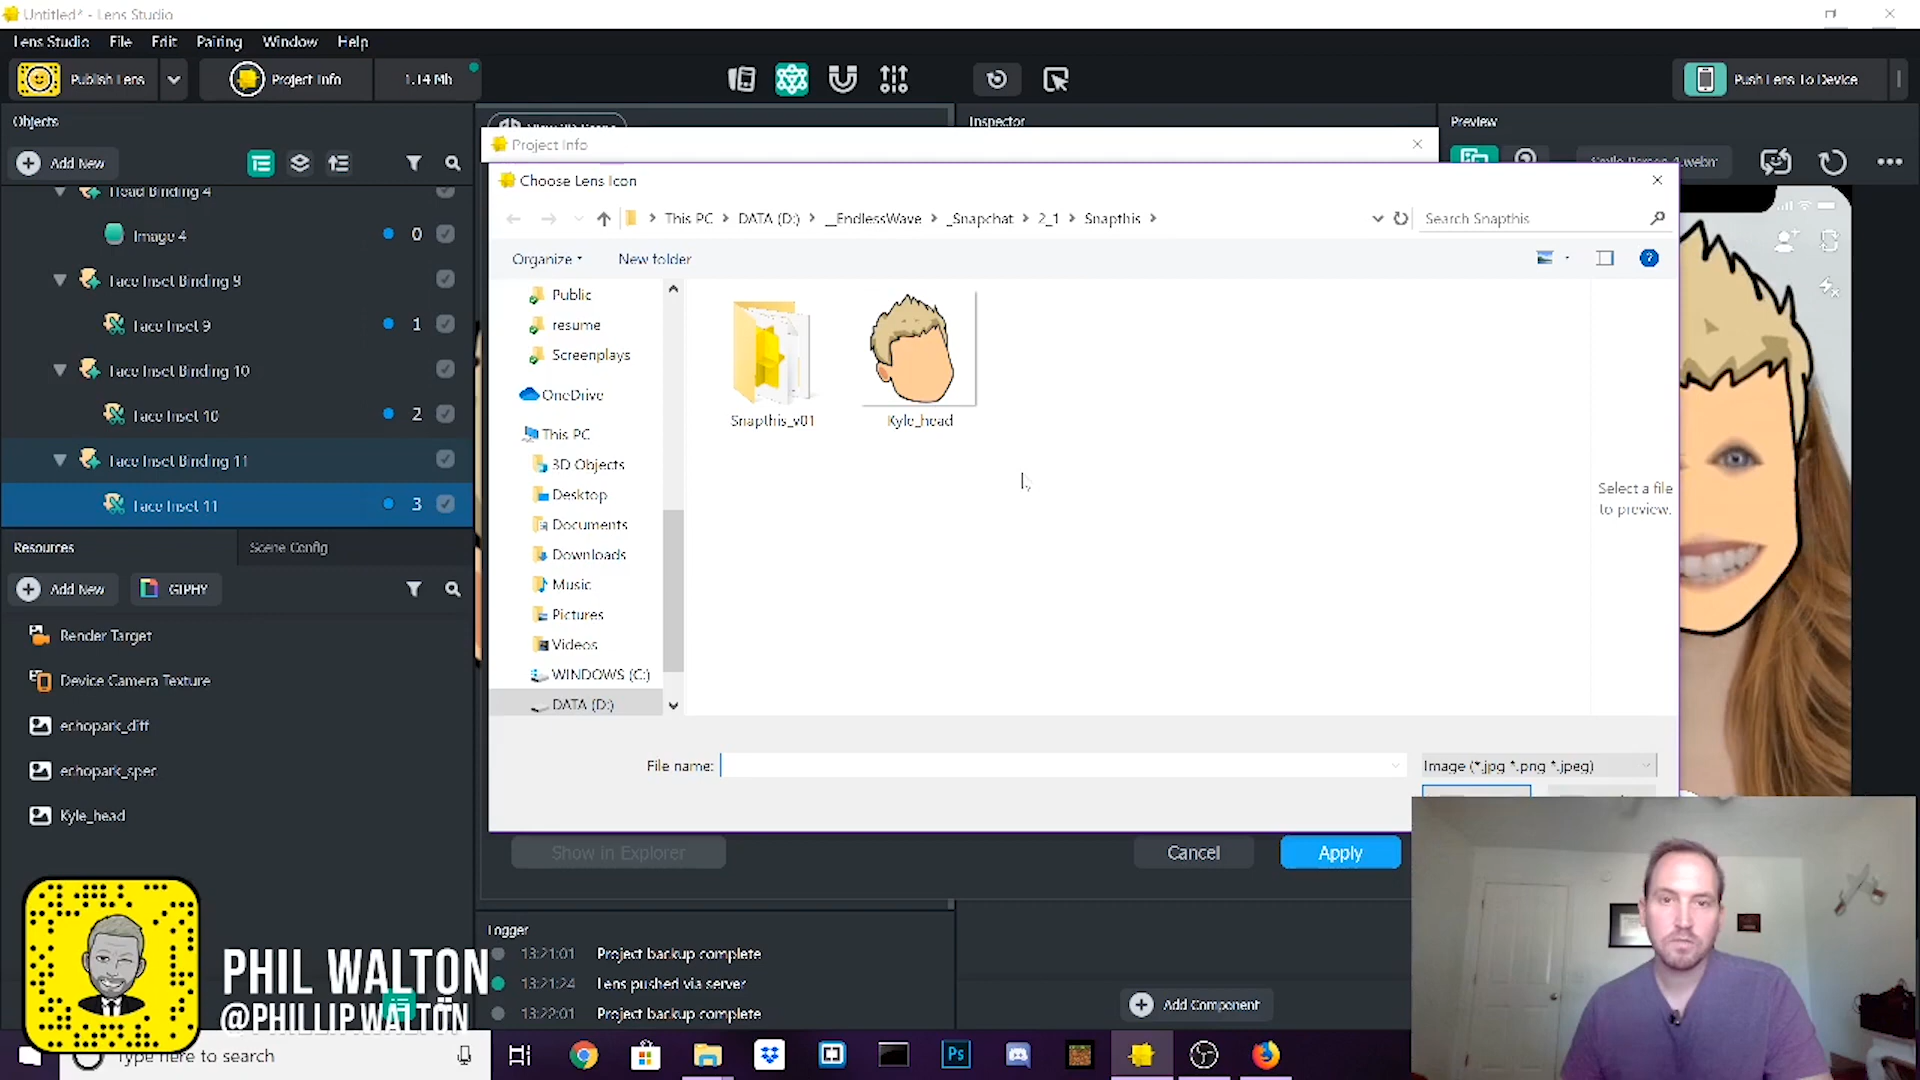 Untitled* - Lens Studio
Lens Studio File Edit Pairing Window Help
Publish Lens Project Info 1.14 Mb Push Lens To Device
Objects
Inspector
Preview
Add New
Head Binding 4
Image 4 0
Face Inset Binding 9
Face Inset 9 1
Face Inset Binding 10
Face Inset 10 2
Face Inset Binding 11
Face Inset 11 3
Resources Scene Config
Add New GIPHY
Render Target
Device Camera Texture
echopark_diff
echopark_spec
Kyle_head
Project Info
Choose Lens Icon
This PC DATA (D:) __EndlessWave _Snapchat 2_1 Snapthis
Search Snapthis
Organize New folder
Public
resume
Screenplays
OneDrive
This PC
3D Objects
Desktop
Documents
Downloads
Music
Pictures
Videos
WINDOWS (C:)
DATA (D:)
Snapthis_v01
Kyle_head
Select a file
to preview.
File name:
Image (*.jpg *.png *.jpeg)
Show in Explorer Cancel Apply
Logger
13:21:01 Project backup complete
13:21:24 Lens pushed via server
13:22:01 Project backup complete
Add Component
PHIL WALTON
@PHILLIP.WALTON
Type here to search
Ps